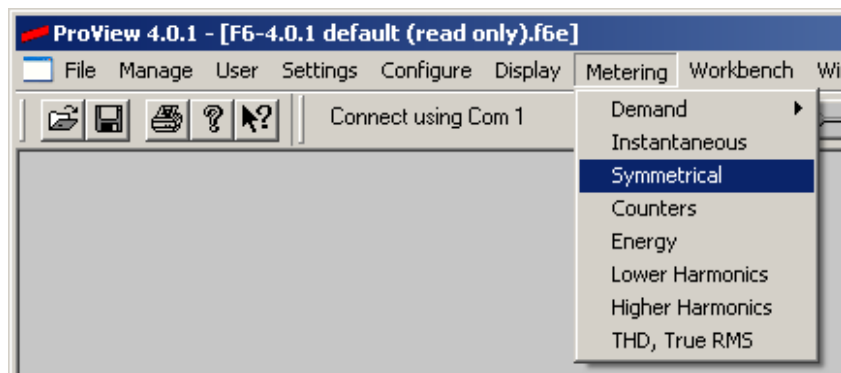 ProView 4.0.1 - [F6-4.0.1 default (read only).f6e]
File Manage User Settings Configure Display Metering Workbench Wi
Connect using Com 1
Demand
Instantaneous
Symmetrical
Counters
Energy
Lower Harmonics
Higher Harmonics
THD, True RMS